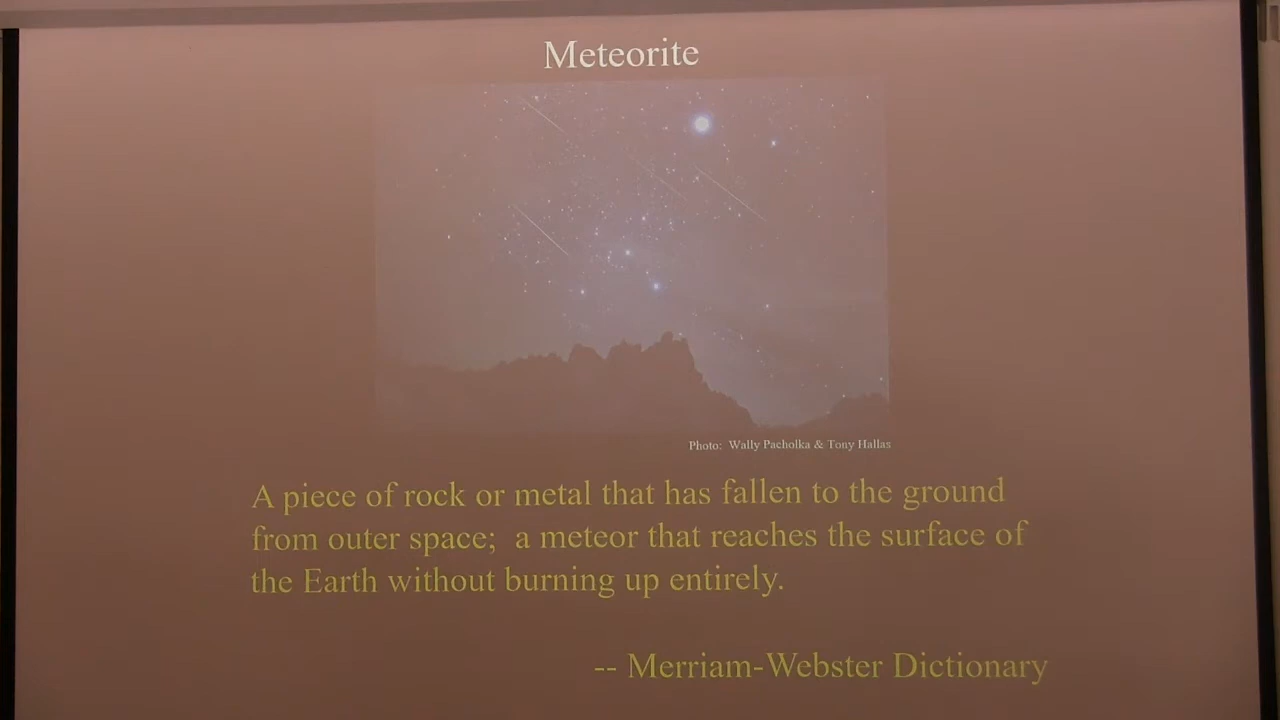 Meteorite
Photo: Wally Pacholka & Tony Hallas
A piece of rock or metal that has fallen to the ground
from outer space; a meteor that reaches the surface of
the Earth without burning up entirely.
-- Merriam-Webster Dictionary